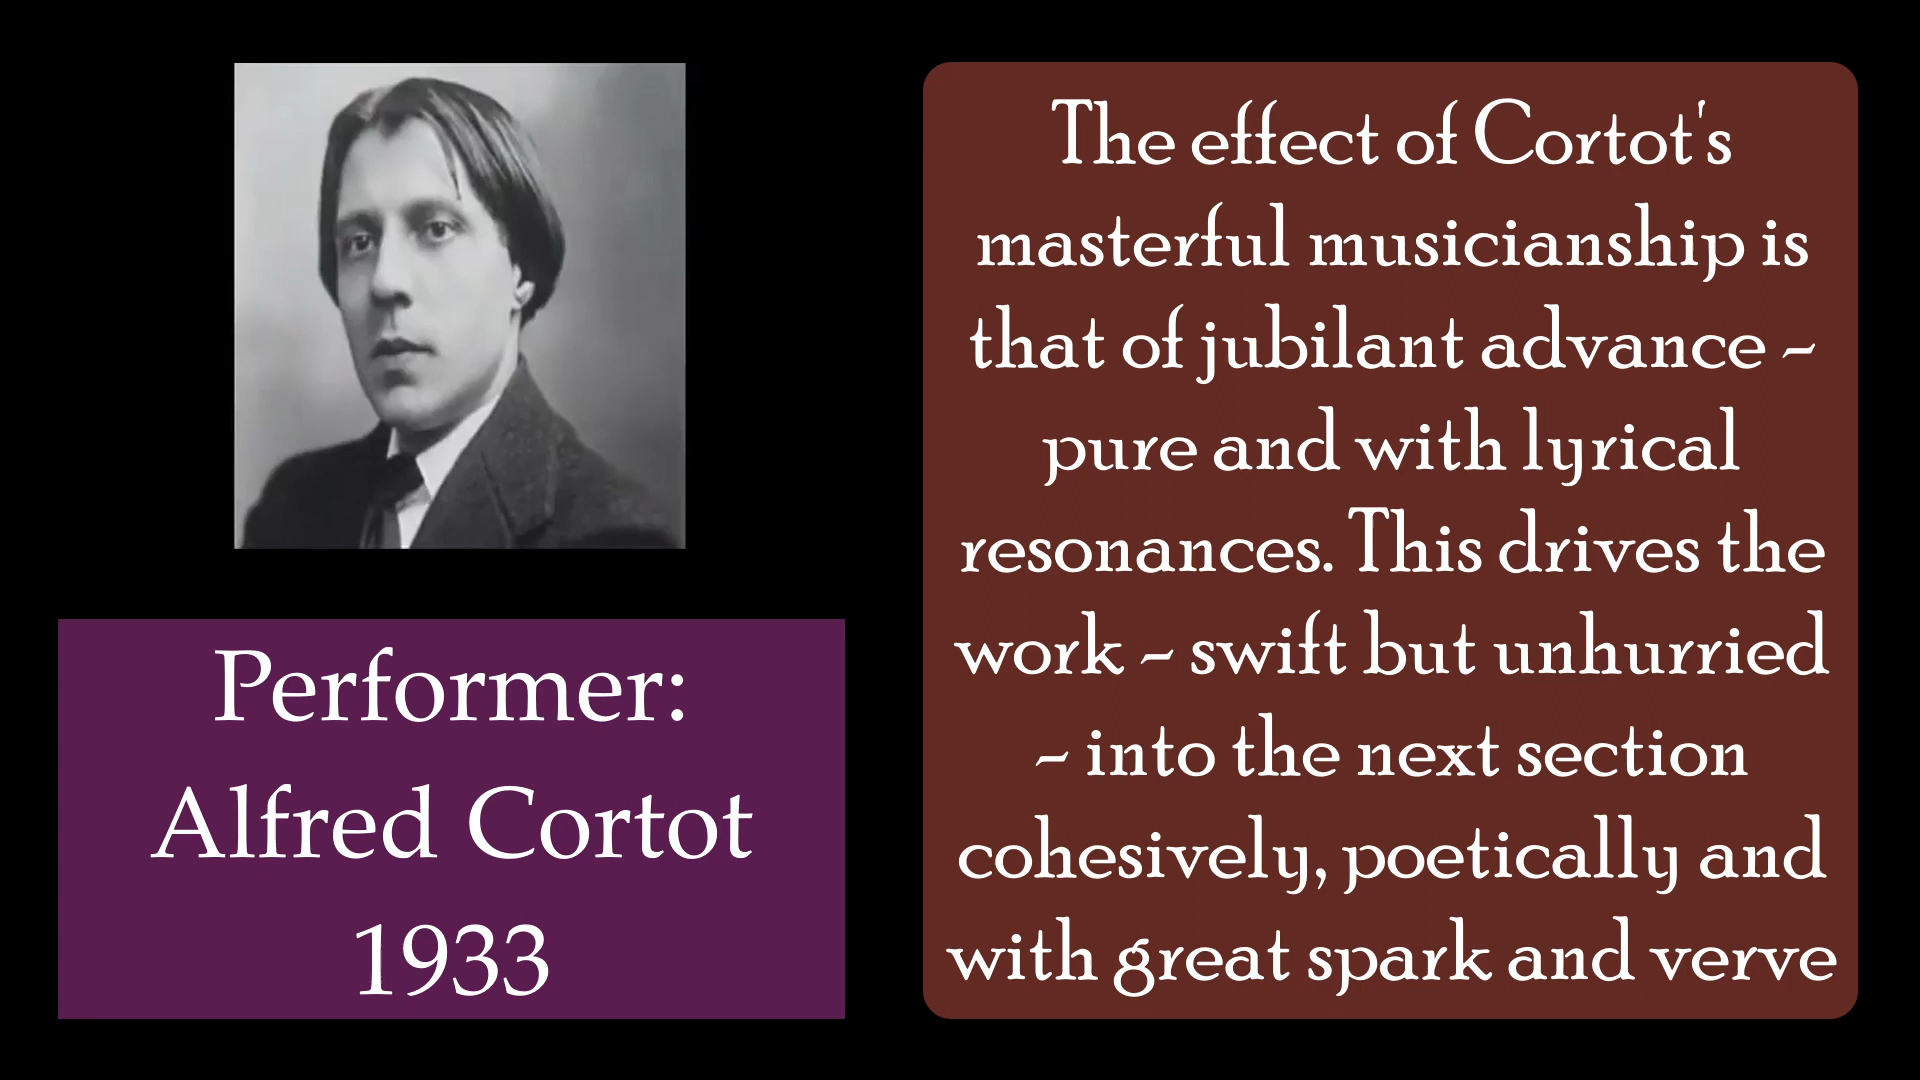 Performer:
Alfred Cortot
1933
The effect of Cortot's
masterful musicianship is
that of jubilant advance -
pure and with lyrical
resonances. This drives the
work - swift but unhurried
- into the next section
cohesively, poetically and
with great spark and verve